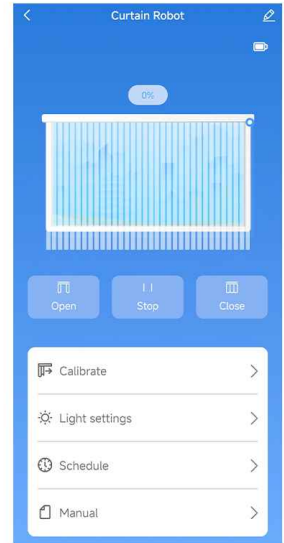 Curtain Robot
0%
Open
Stop
Close
Calibrate
Light settings
Schedule
Manual